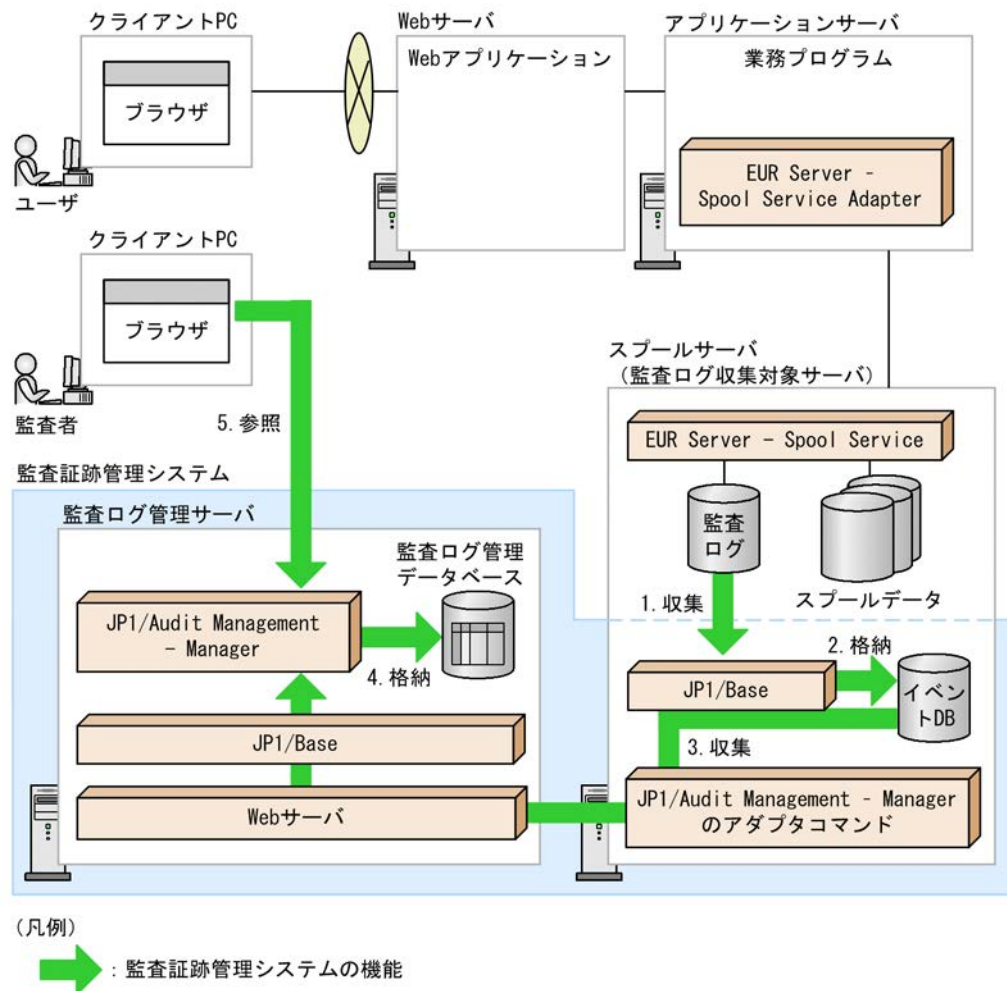 クライアントPC
ブラウザ
ユーザ
Webサーバ
Webアプリケーション
アプリケーションサーバ
業務プログラム
EUR Server -
Spool Service Adapter
クライアントPC
ブラウザ
監査者
5.参照
スプールサーバ
(監査ログ収集対象サーバ)
EUR Server - Spool Service
監査
ログ
スプールデータ
1.収集
監査証跡管理システム
監査ログ管理サーバ
監査ログ管理
データベース
JP1/Audit Management
- Manager
4.格納
JP1/Base
Webサーバ
2.格納
JP1/Base
イベン
トDB
3.収集
JP1/Audit Management - Manager
のアダプタコマンド
(凡例)
:監査証跡管理システムの機能